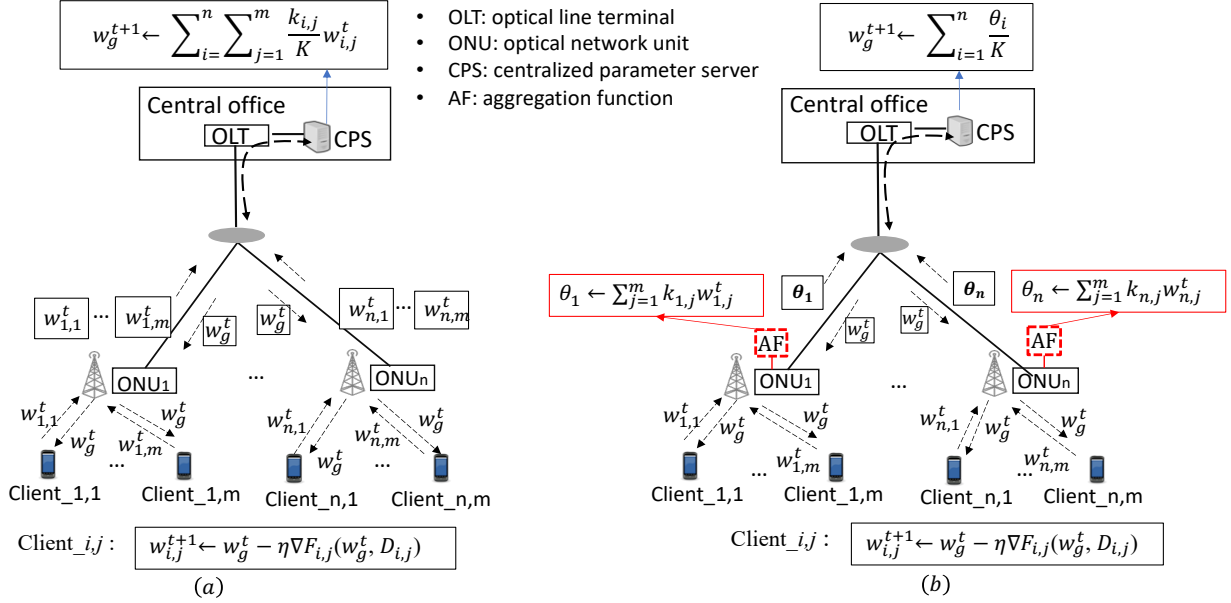 w_g^{t+1}← ∑_{i=}^{n} ∑_{j=1}^{m} \frac{k_{i,j}}{K} w_{i,j}^t
• OLT: optical line terminal
• ONU: optical network unit
• CPS: centralized parameter server
• AF: aggregation function
Central office
OLT
CPS
w_{1,1}^t ... w_{1,m}^t
w_g^t
w_g^t
w_{n,1}^t ... w_{n,m}^t
ONU1
...
ONUn
w_{1,1}^t
w_g^t
w_{1,m}^t
w_g^t
w_{n,1}^t
w_g^t
w_g^t
w_{n,m}^t
...
...
Client_1,1
Client_1,m
Client_n,1
Client_n,m
Client_i,j :
w_{i,j}^{t+1}← w_g^t − η∇F_{i,j}(w_g^t, D_{i,j})
(a)
w_g^{t+1}← ∑_{i=1}^{n} \frac{θ_i}{K}
Central office
OLT
CPS
θ_1 ← ∑_{j=1}^{m} k_{1,j}w_{1,j}^t
θ_1
θ_n
θ_n ← ∑_{j=1}^{m} k_{n,j}w_{n,j}^t
w_g^t
w_g^t
AF
AF
ONU1
...
ONUn
w_{1,1}^t
w_g^t
w_g^t
w_{n,1}^t
w_g^t
w_g^t
...
w_{1,m}^t
...
w_{n,m}^t
Client_1,1
Client_1,m
Client_n,1
Client_n,m
Client_i,j :
w_{i,j}^{t+1}← w_g^t − η∇F_{i,j}(w_g^t, D_{i,j})
(b)